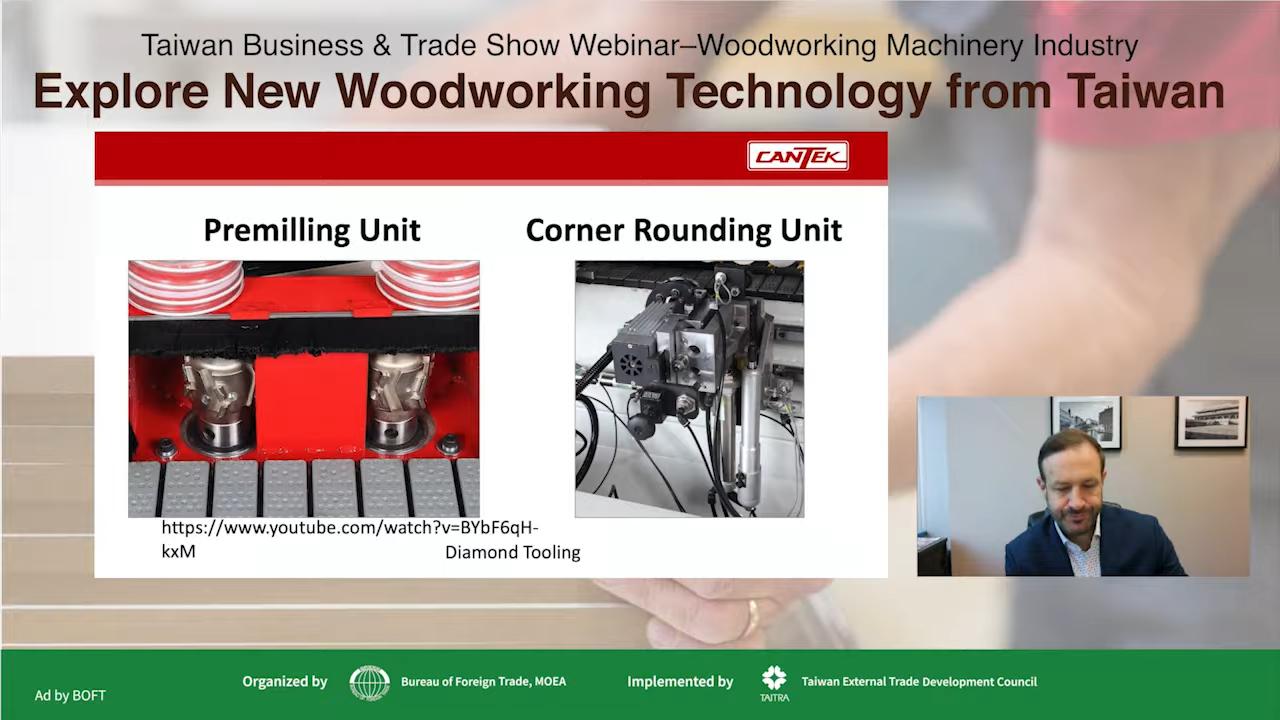 Taiwan Business & Trade Show Webinar–Woodworking Machinery Industry
Explore New Woodworking Technology from Taiwan
CANTEK
Premilling Unit
Corner Rounding Unit
https://www.youtube.com/watch?v=BYbF6qH-
kxM
Diamond Tooling
Ad by BOFT
Organized by
Bureau of Foreign Trade, MOEA
Implemented by
TAITRA
Taiwan External Trade Development Council